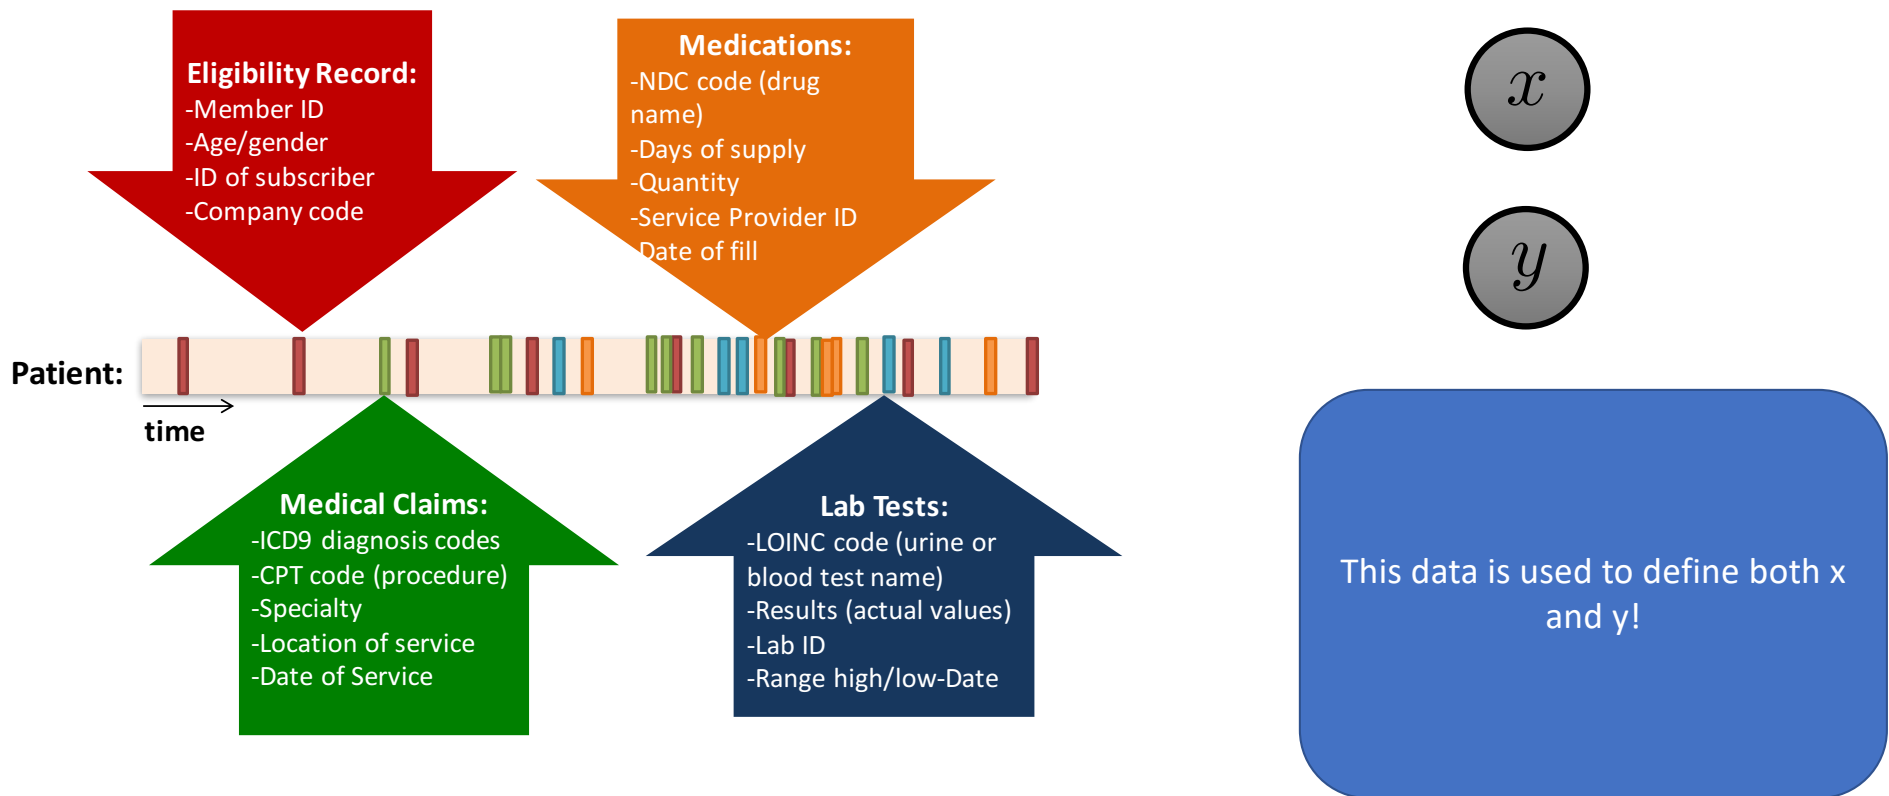 Eligibility Record:
-Member ID
-Age/gender
-ID of subscriber
-Company code
Medications:
-NDC code (drug
name)
-Days of supply
-Quantity
-Service Provider ID
-Date of fill
Patient:
time
Medical Claims:
-ICD9 diagnosis codes
-CPT code (procedure)
-Specialty
-Location of service
-Date of Service
Lab Tests:
-LOINC code (urine or
blood test name)
-Results (actual values)
-Lab ID
-Range high/low-Date
x
y
This data is used to define both x
and y!